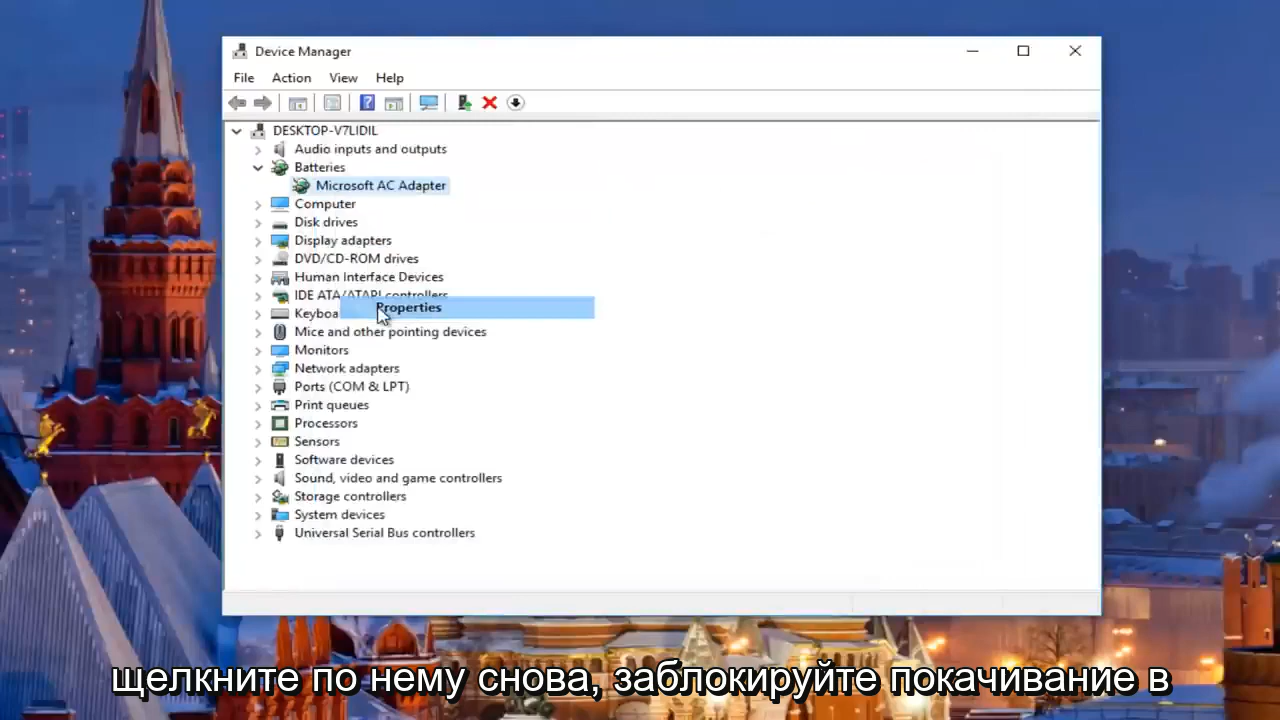 Device Manager
File Action View Help
DESKTOP-V7LIDIL
Audio inputs and outputs
Batteries
Microsoft AC Adapter
Computer
Disk drives
Display adapters
DVD/CD-ROM drives
Human Interface Devices
IDE ATA/ATAPI controllers
Properties
Keyboa
Mice and other pointing devices
Monitors
Network adapters
Ports (COM & LPT)
Print queues
Processors
Sensors
Software devices
Sound, video and game controllers
Storage controllers
System devices
Universal Serial Bus controllers
щелкните по нему снова, заблокируйте покачивание в